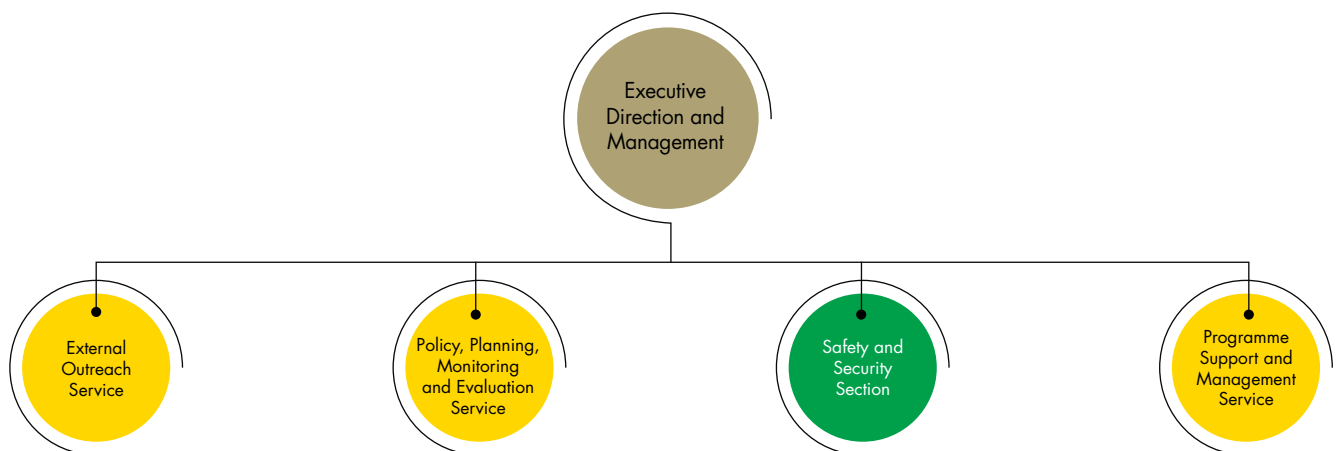 Executive
Direction and
Management
External
Outreach
Service
Policy, Planning,
Monitoring
and Evaluation
Service
Safety and
Security
Section
Programme
Support and
Management
Service